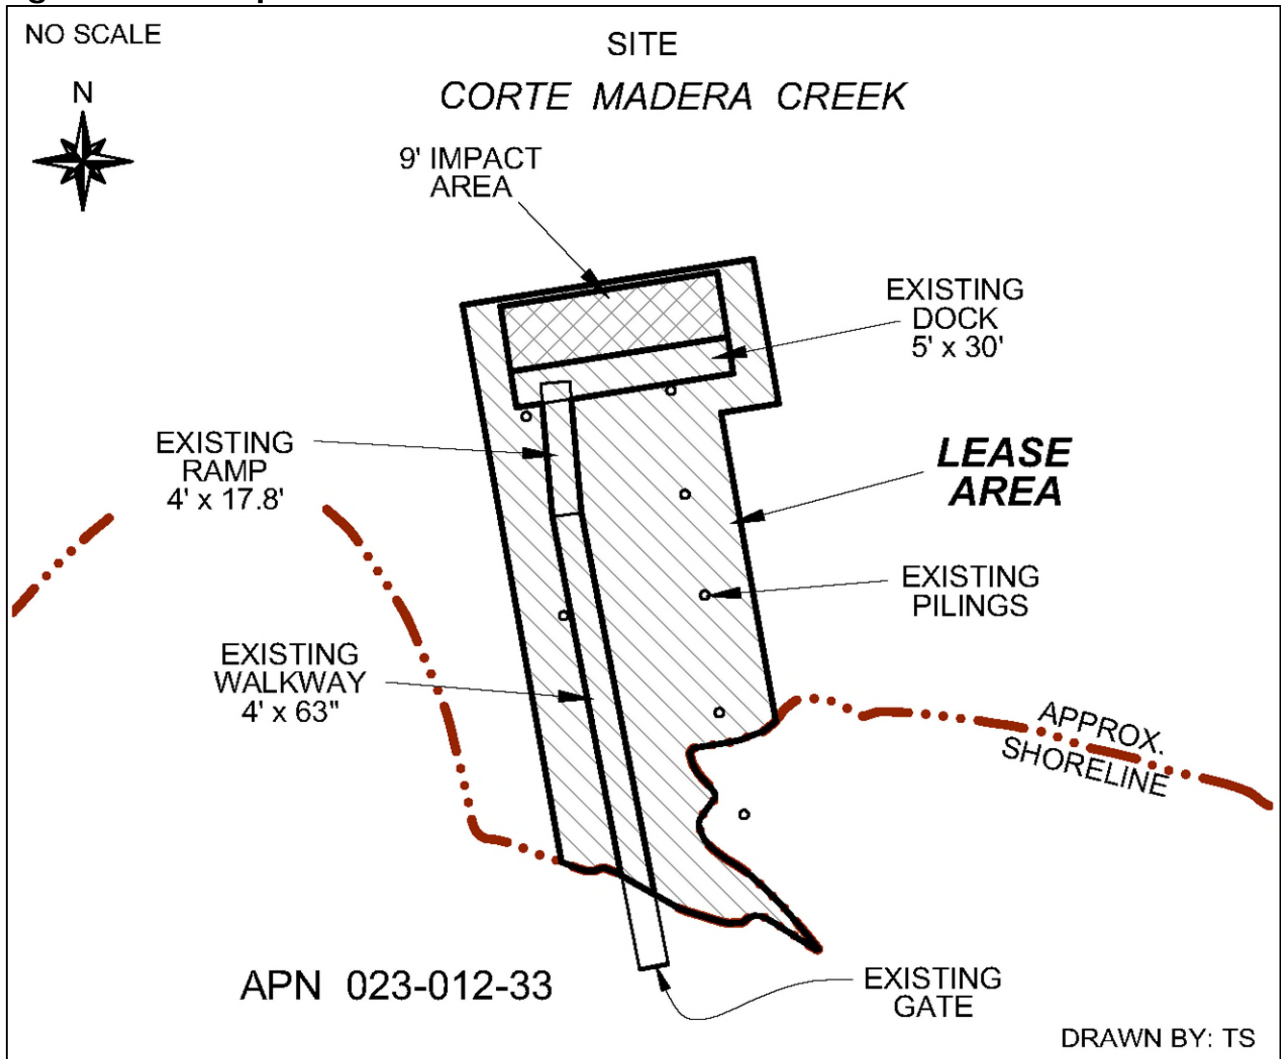 NO SCALE
SITE
CORTE MADERA CREEK
N
9' IMPACT
AREA
EXISTING
DOCK
5' x 30'
EXISTING
RAMP
4' x 17.8'
LEASE
AREA
EXISTING
PILINGS
EXISTING
WALKWAY
4' x 63"
APPROX.
SHORELINE
APN 023-012-33
EXISTING
GATE
DRAWN BY: TS